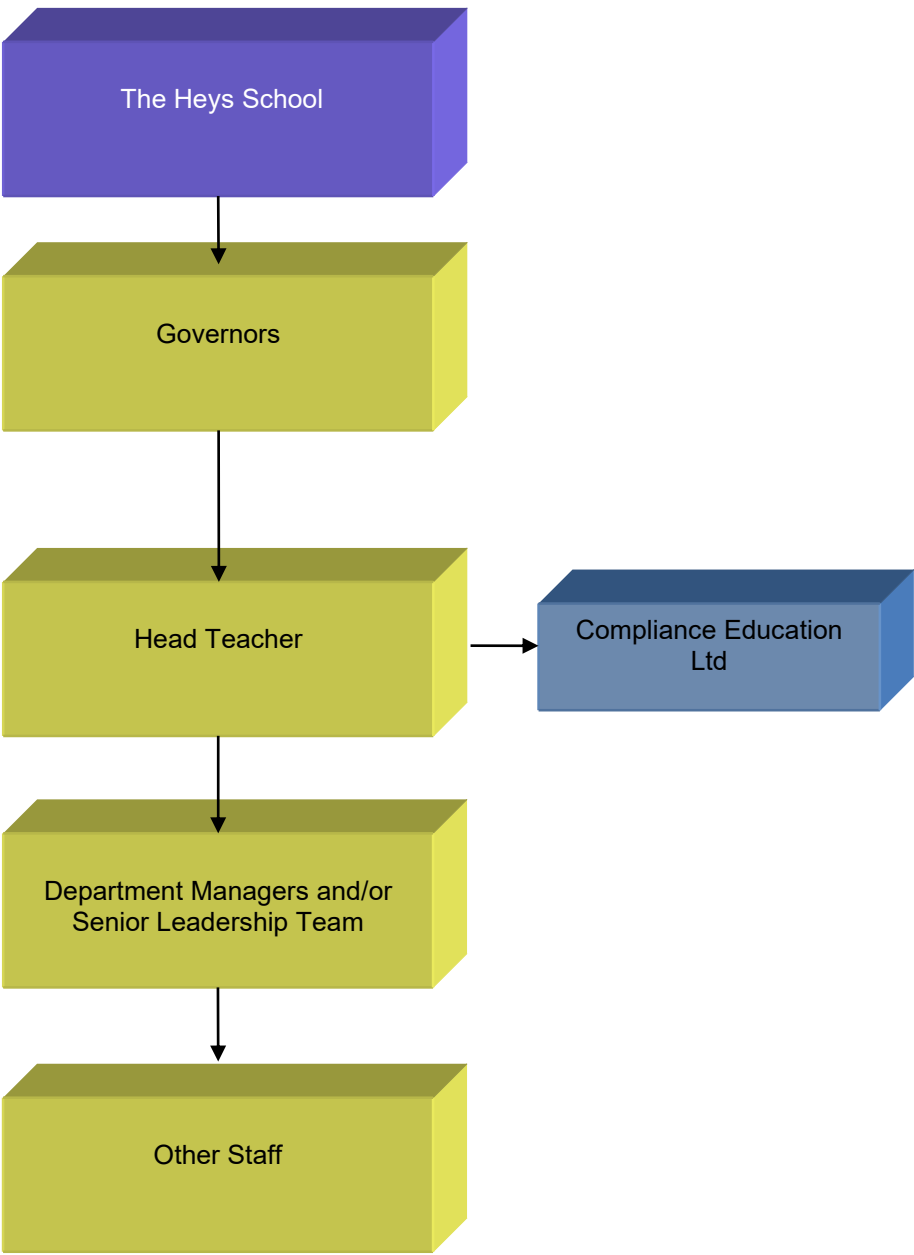 The Heys School
Governors
Head Teacher
Compliance Education
Ltd
Department Managers and/or
Senior Leadership Team
Other Staff